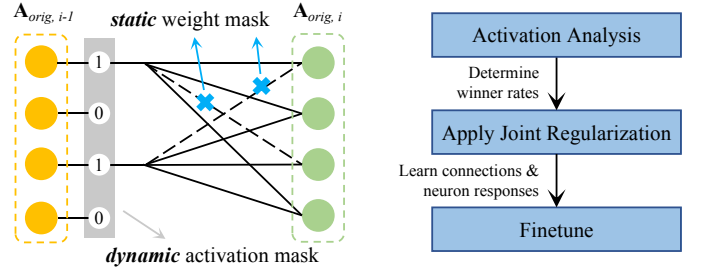 A_orig, i-1
static weight mask
A_orig, i
1
0
1
0
dynamic activation mask
Activation Analysis
Determine
winner rates
Apply Joint Regularization
Learn connections &
neuron responses
Finetune